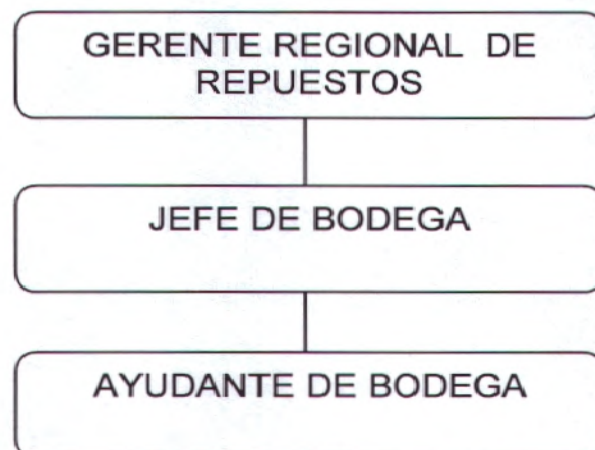 GERENTE REGIONAL DE
REPUESTOS
JEFE DE BODEGA
AYUDANTE DE BODEGA